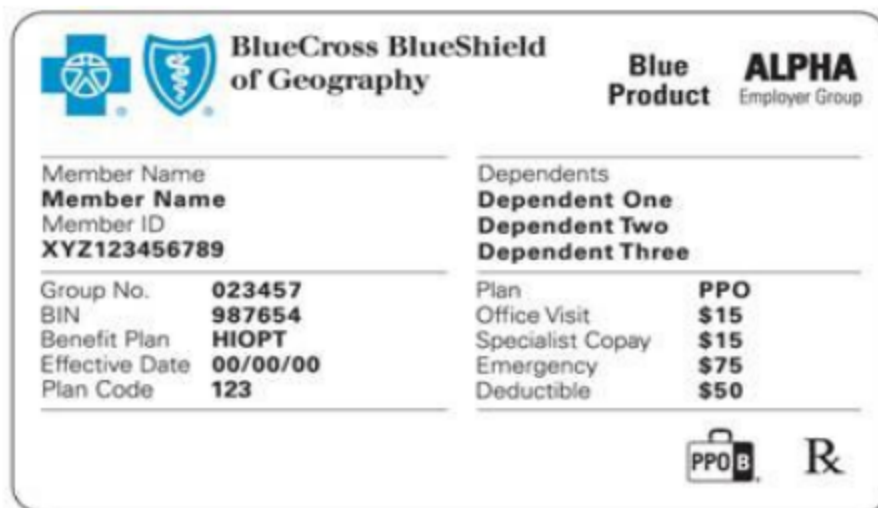 BlueCross BlueShield
of Geography
Blue
Product
ALPHA
Employer Group
Member Name
Member Name
Member ID
XYZ123456789
Dependents
Dependent One
Dependent Two
Dependent Three
Group No. 023457
BIN 987654
Benefit Plan HIOPT
Effective Date 00/00/00
Plan Code 123
Plan PPO
Office Visit $15
Specialist Copay $15
Emergency $75
Deductible $50
PPO B
Rx